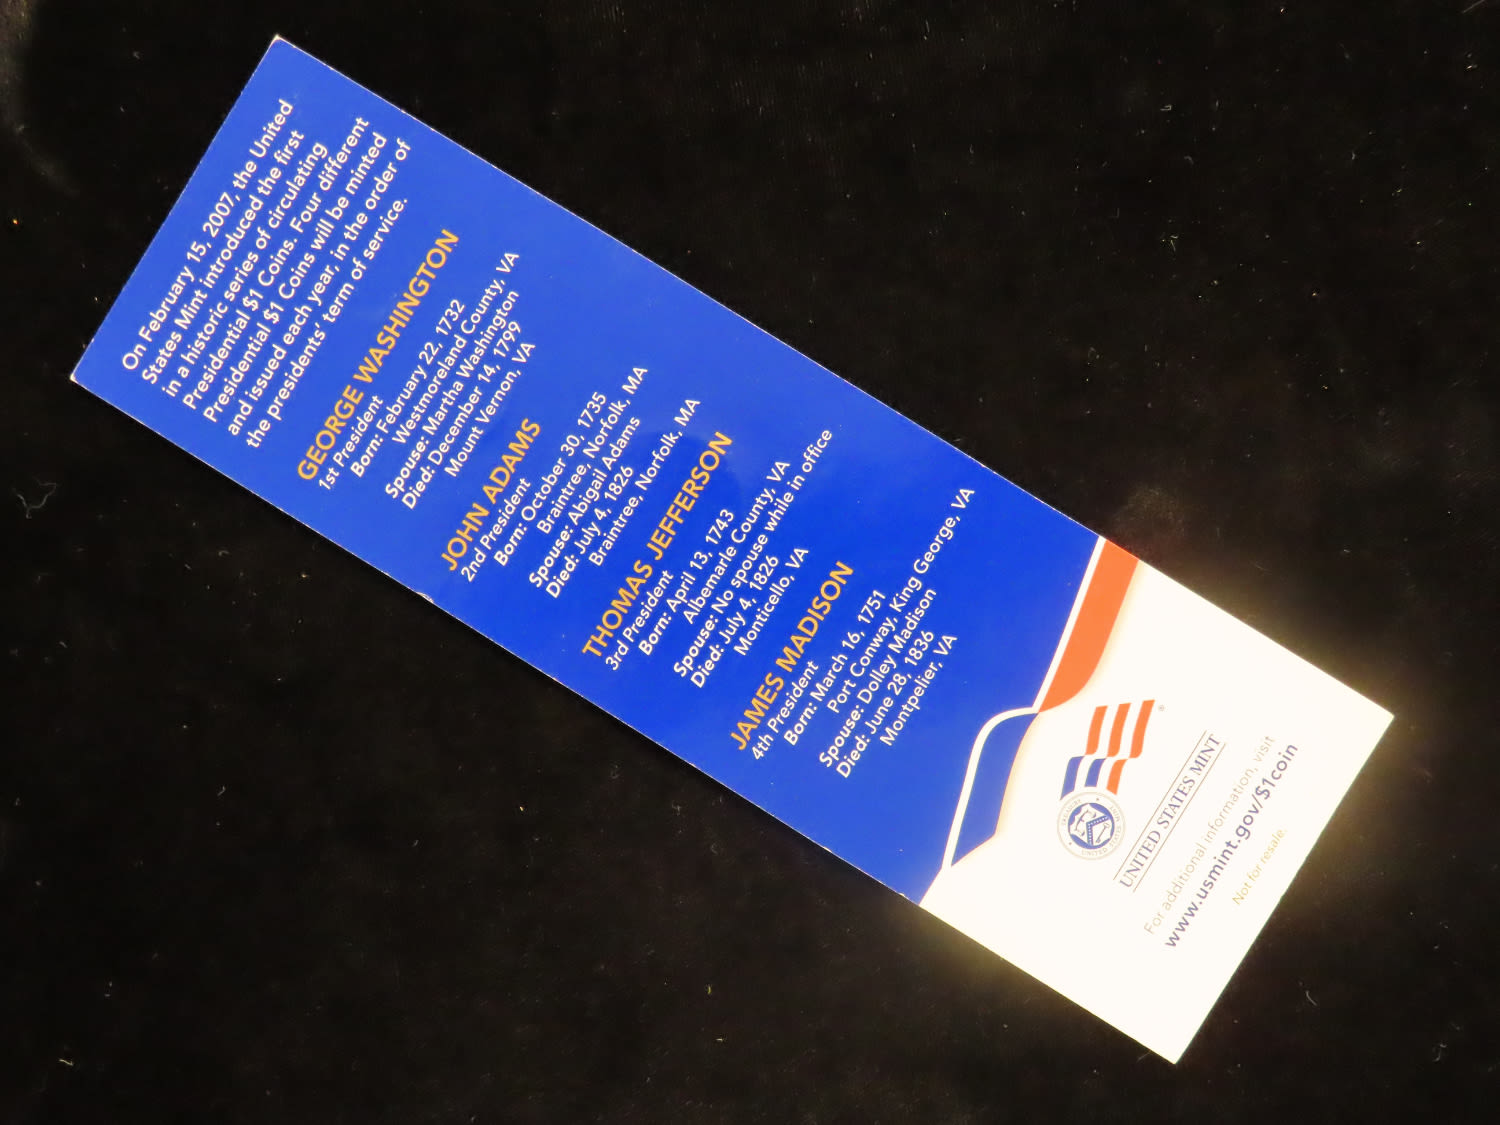 On February 15, 2007, the United
States Mint introduced the first
in a historic series of circulating
Presidential $1 Coins. Four different
Presidential $1 Coins will be minted
and issued each year, in the order of
the presidents' term of service.
GEORGE WASHINGTON
1st President
Born: February 22, 1732
Westmoreland County, VA
Spouse: Martha Washington
Died: December 14, 1799
Mount Vernon, VA
JOHN ADAMS
2nd President
Born: October 30, 1735
Braintree, Norfolk, MA
Spouse: Abigail Adams
Died: July 4, 1826
Braintree, Norfolk, MA
THOMAS JEFFERSON
3rd President
Born: April 13, 1743
Albemarle County, VA
Spouse: No spouse while in office
Died: July 4, 1826
Monticello, VA
JAMES MADISON
4th President
Born: March 16, 1751
Port Conway, King George, VA
Spouse: Dolley Madison
Died: June 28, 1836
Montpelier, VA
®
UNITED STATES MINT
For additional information, visit
www.usmint.gov/$1coin
Not for resale.